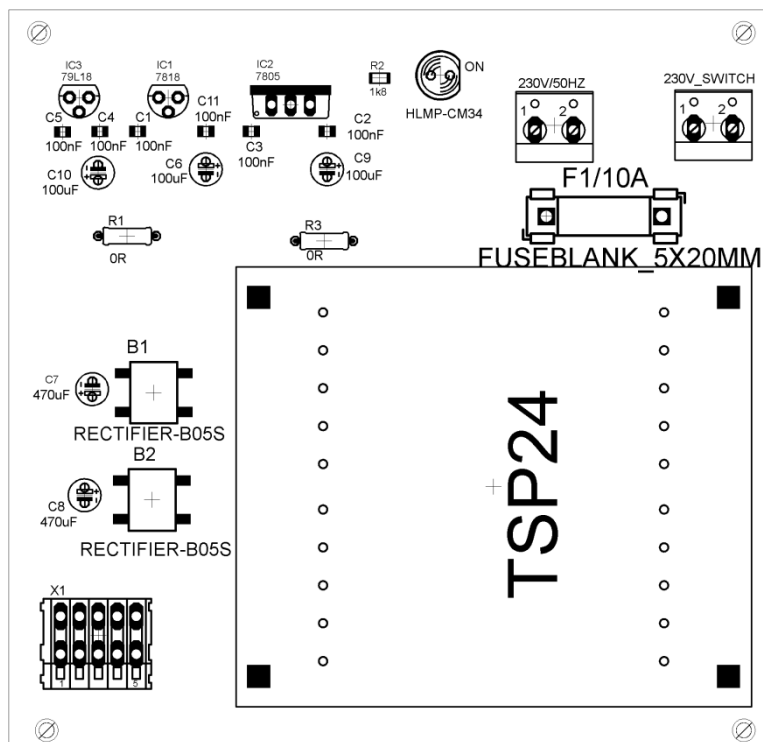 IC3
79L18
IC1
7818
IC2
7805
R2
1k8
ON
HLMP-CM34
230V/50HZ
1
2
230V_SWITCH
1
2
C5
100nF
C4
100nF
C1
100nF
C11
100nF
C3
100nF
C2
100nF
C10
100uF
C6
100uF
C9
100uF
F1/10A
FUSEBLANK_5X20MM
R1
0R
R3
0R
TSP24
B1
C7
470uF
RECTIFIER-B05S
B2
C8
470uF
RECTIFIER-B05S
X1
1
5